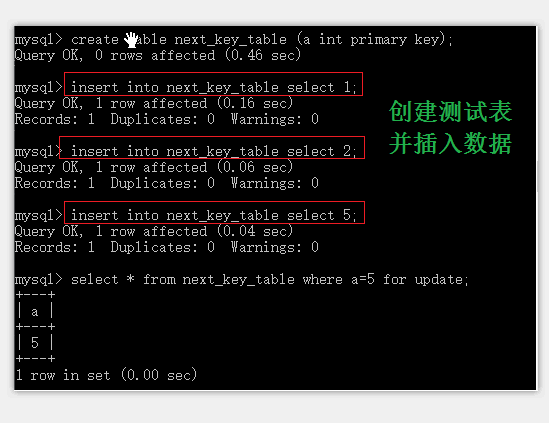 mysql> create table next_key_table (a int primary key);
Query OK, 0 rows affected (0.46 sec)
mysql> insert into next_key_table select 1;
Query OK, 1 row affected (0.16 sec)
Records: 1  Duplicates: 0  Warnings: 0
mysql> insert into next_key_table select 2;
Query OK, 1 row affected (0.06 sec)
Records: 1  Duplicates: 0  Warnings: 0
mysql> insert into next_key_table select 5;
Query OK, 1 row affected (0.04 sec)
Records: 1  Duplicates: 0  Warnings: 0
mysql> select * from next_key_table where a=5 for update;
+---+
| a |
+---+
| 5 |
+---+
1 row in set (0.00 sec)
创建测试表
并插入数据